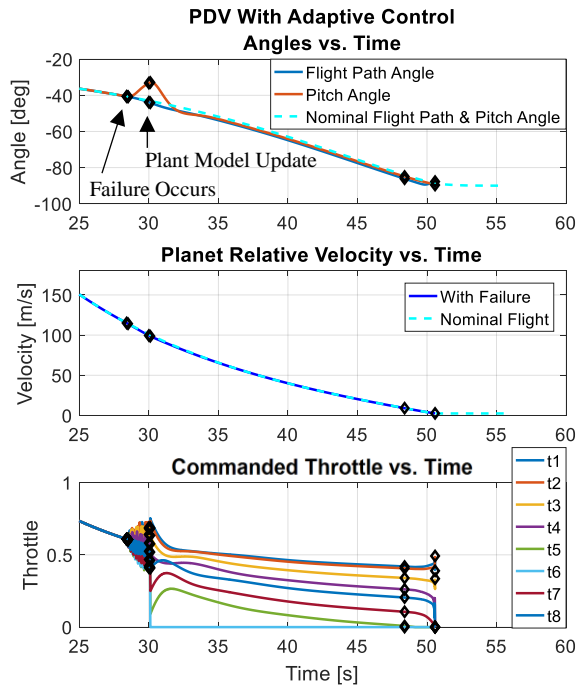 PDV With Adaptive Control
Angles vs. Time
-20
-40
-60
-80
-100
Angle [deg]
Flight Path Angle
Pitch Angle
Nominal Flight Path & Pitch Angle
Plant Model Update
Failure Occurs
25 30 35 40 45 50 55 60
Planet Relative Velocity vs. Time
150
100
50
0
Velocity [m/s]
With Failure
Nominal Flight
25 30 35 40 45 50 55 60
Commanded Throttle vs. Time
1
0.5
0
Throttle
t1
t2
t3
t4
t5
t6
t7
t8
25 30 35 40 45 50 55 60
Time [s]